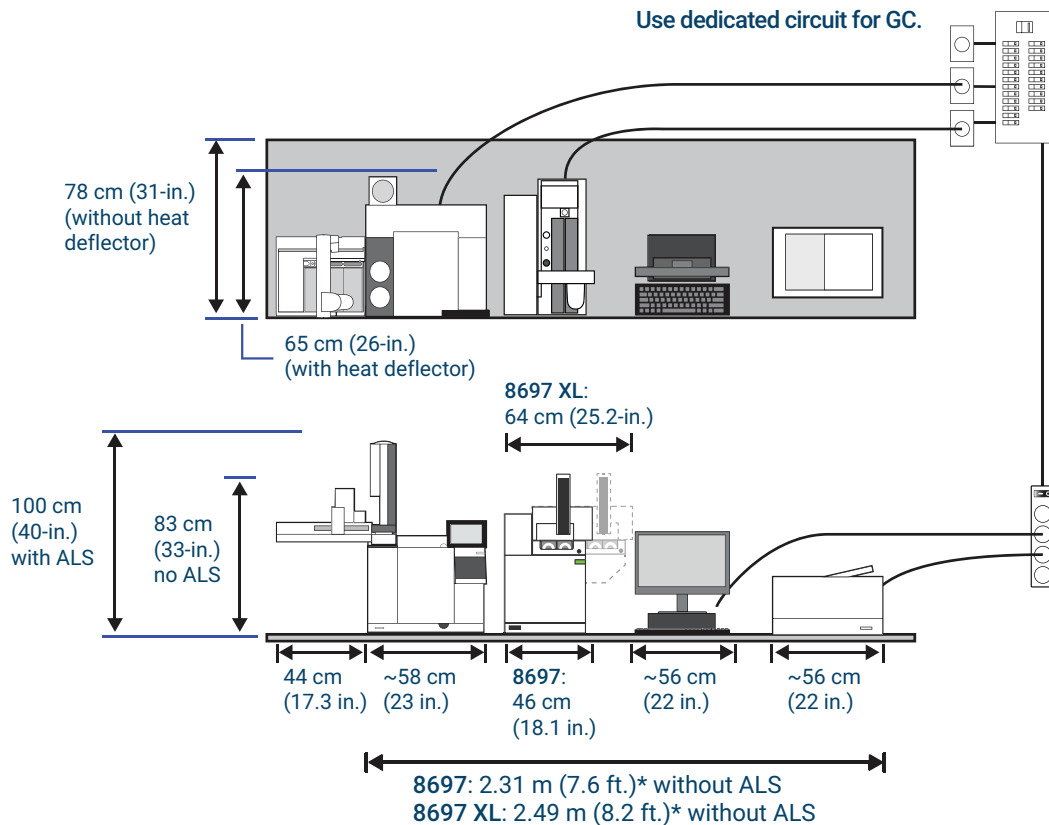 Use dedicated circuit for GC.
78 cm (31-in.)
(without heat
deflector)
65 cm (26-in.)
(with heat deflector)
8697 XL:
64 cm (25.2-in.)
100 cm
(40-in.)
with ALS
83 cm
(33-in.)
no ALS
44 cm
(17.3 in.)
~58 cm
(23 in.)
8697:
46 cm
(18.1 in.)
~56 cm
(22 in.)
~56 cm
(22 in.)
8697: 2.31 m (7.6 ft.)* without ALS
8697 XL: 2.49 m (8.2 ft.)* without ALS